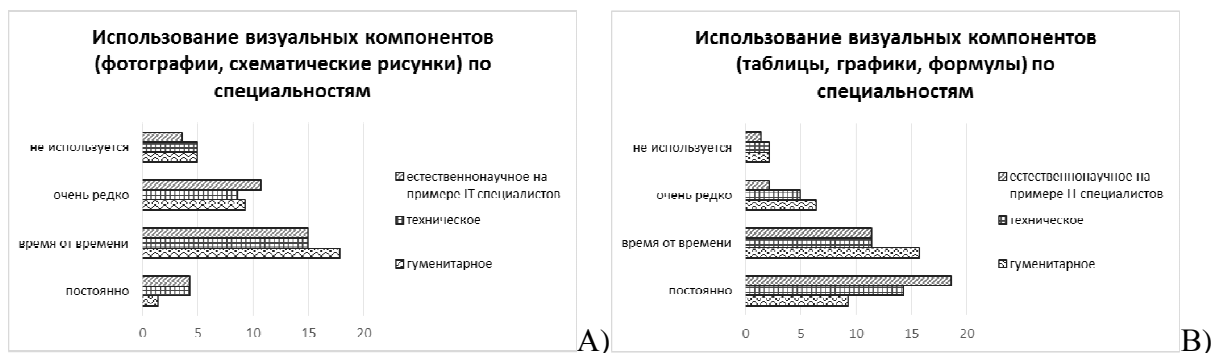 Использование визуальных компонентов
(фотографии, схематические рисунки) по
специальностям
не используется
очень редко
время от времени
постоянно
0 5 10 15 20
естественнонаучное на
примере IT специалистов
техническое
гуменитарное
А)
Использование визуальных компонентов
(таблицы, графики, формулы) по
специальностям
не используется
очень редко
время от времени
постоянно
0 5 10 15 20
естественнонаучное на
примере IT специалистов
техническое
гуменитарное
В)